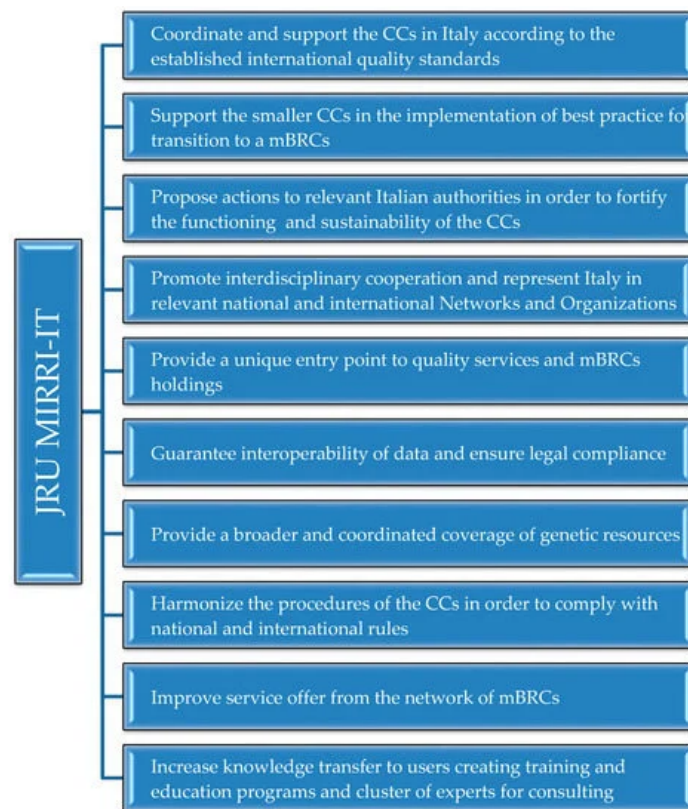 JRU MIRRI-IT
Coordinate and support the CCs in Italy according to the
established international quality standards
Support the smaller CCs in the implementation of best practice fo
transition to a mBRCs
Propose actions to relevant Italian authorities in order to fortify
the functioning and sustainability of the CCs
Promote interdisciplinary cooperation and represent Italy in
relevant national and international Networks and Organizations
Provide a unique entry point to quality services and mBRCs
holdings
Guarantee interoperability of data and ensure legal compliance
Provide a broader and coordinated coverage of genetic resources
Harmonize the procedures of the CCs in order to comply with
national and international rules
Improve service offer from the network of mBRCs
Increase knowledge transfer to users creating training and
education programs and cluster of experts for consulting